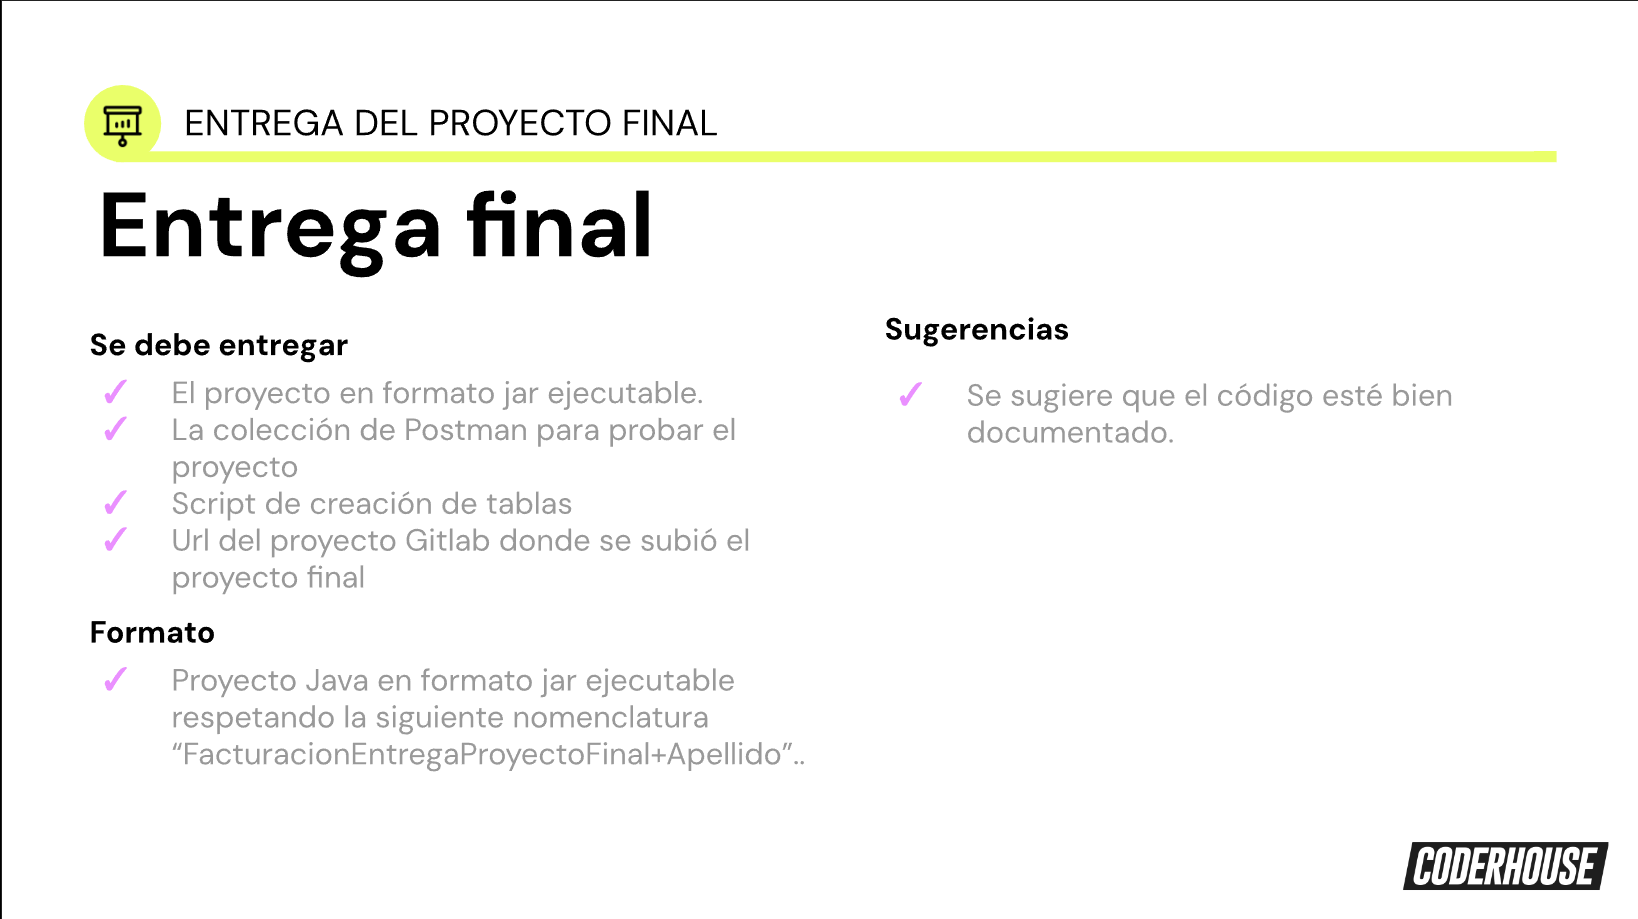 ENTREGA DEL PROYECTO FINAL
Entrega final
Se debe entregar
✓ El proyecto en formato jar ejecutable.
✓ La colección de Postman para probar el
proyecto
✓ Script de creación de tablas
✓ Url del proyecto Gitlab donde se subió el
proyecto final
Formato
✓ Proyecto Java en formato jar ejecutable
respetando la siguiente nomenclatura
“FacturacionEntregaProyectoFinal+Apellido”..
Sugerencias
✓ Se sugiere que el código esté bien
documentado.
CODERHOUSE